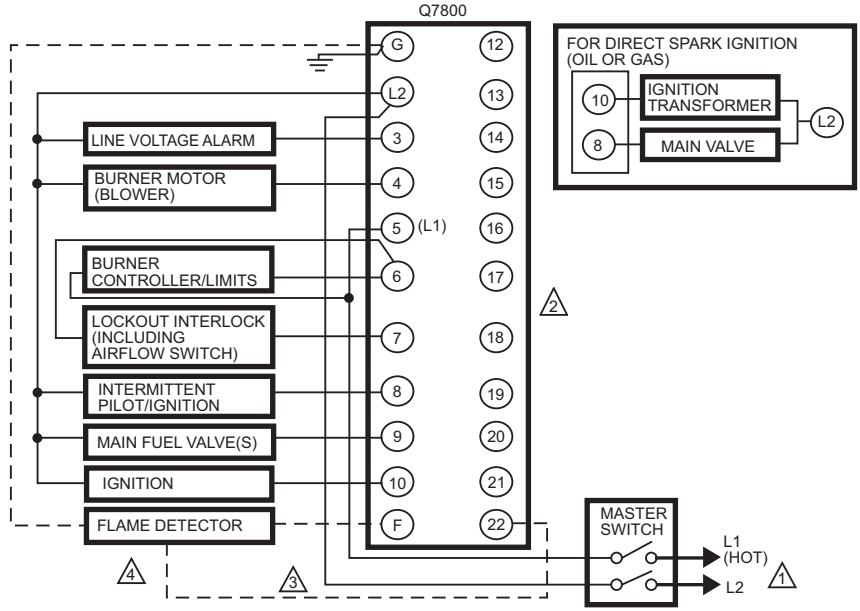 Q7800
G
12
L2
13
LINE VOLTAGE ALARM
3
14
BURNER MOTOR
(BLOWER)
4
15
5
(L1)
16
BURNER
CONTROLLER/LIMITS
6
17
LOCKOUT INTERLOCK
(INCLUDING
AIRFLOW SWITCH)
7
18
INTERMITTENT
PILOT/IGNITION
8
19
MAIN FUEL VALVE(S)
9
20
IGNITION
10
21
FLAME DETECTOR
F
22
4
3
2
FOR DIRECT SPARK IGNITION
(OIL OR GAS)
10
IGNITION
TRANSFORMER
L2
8
MAIN VALVE
MASTER
SWITCH
L1
(HOT)
L2
1